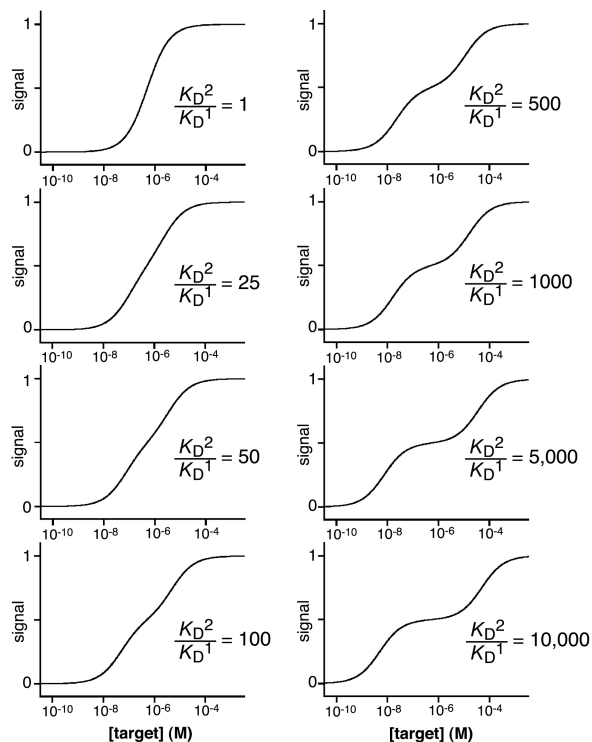 1
signal
K_D^2
K_D^1 = 1
0
10^-10 10^-8 10^-6 10^-4
1
signal
K_D^2
K_D^1 = 25
0
10^-10 10^-8 10^-6 10^-4
1
signal
K_D^2
K_D^1 = 50
0
10^-10 10^-8 10^-6 10^-4
1
signal
K_D^2
K_D^1 = 100
0
10^-10 10^-8 10^-6 10^-4
[target] (M)
1
signal
K_D^2
K_D^1 = 500
0
10^-10 10^-8 10^-6 10^-4
1
signal
K_D^2
K_D^1 = 1000
0
10^-10 10^-8 10^-6 10^-4
1
signal
K_D^2
K_D^1 = 5,000
0
10^-10 10^-8 10^-6 10^-4
1
signal
K_D^2
K_D^1 = 10,000
0
10^-10 10^-8 10^-6 10^-4
[target] (M)